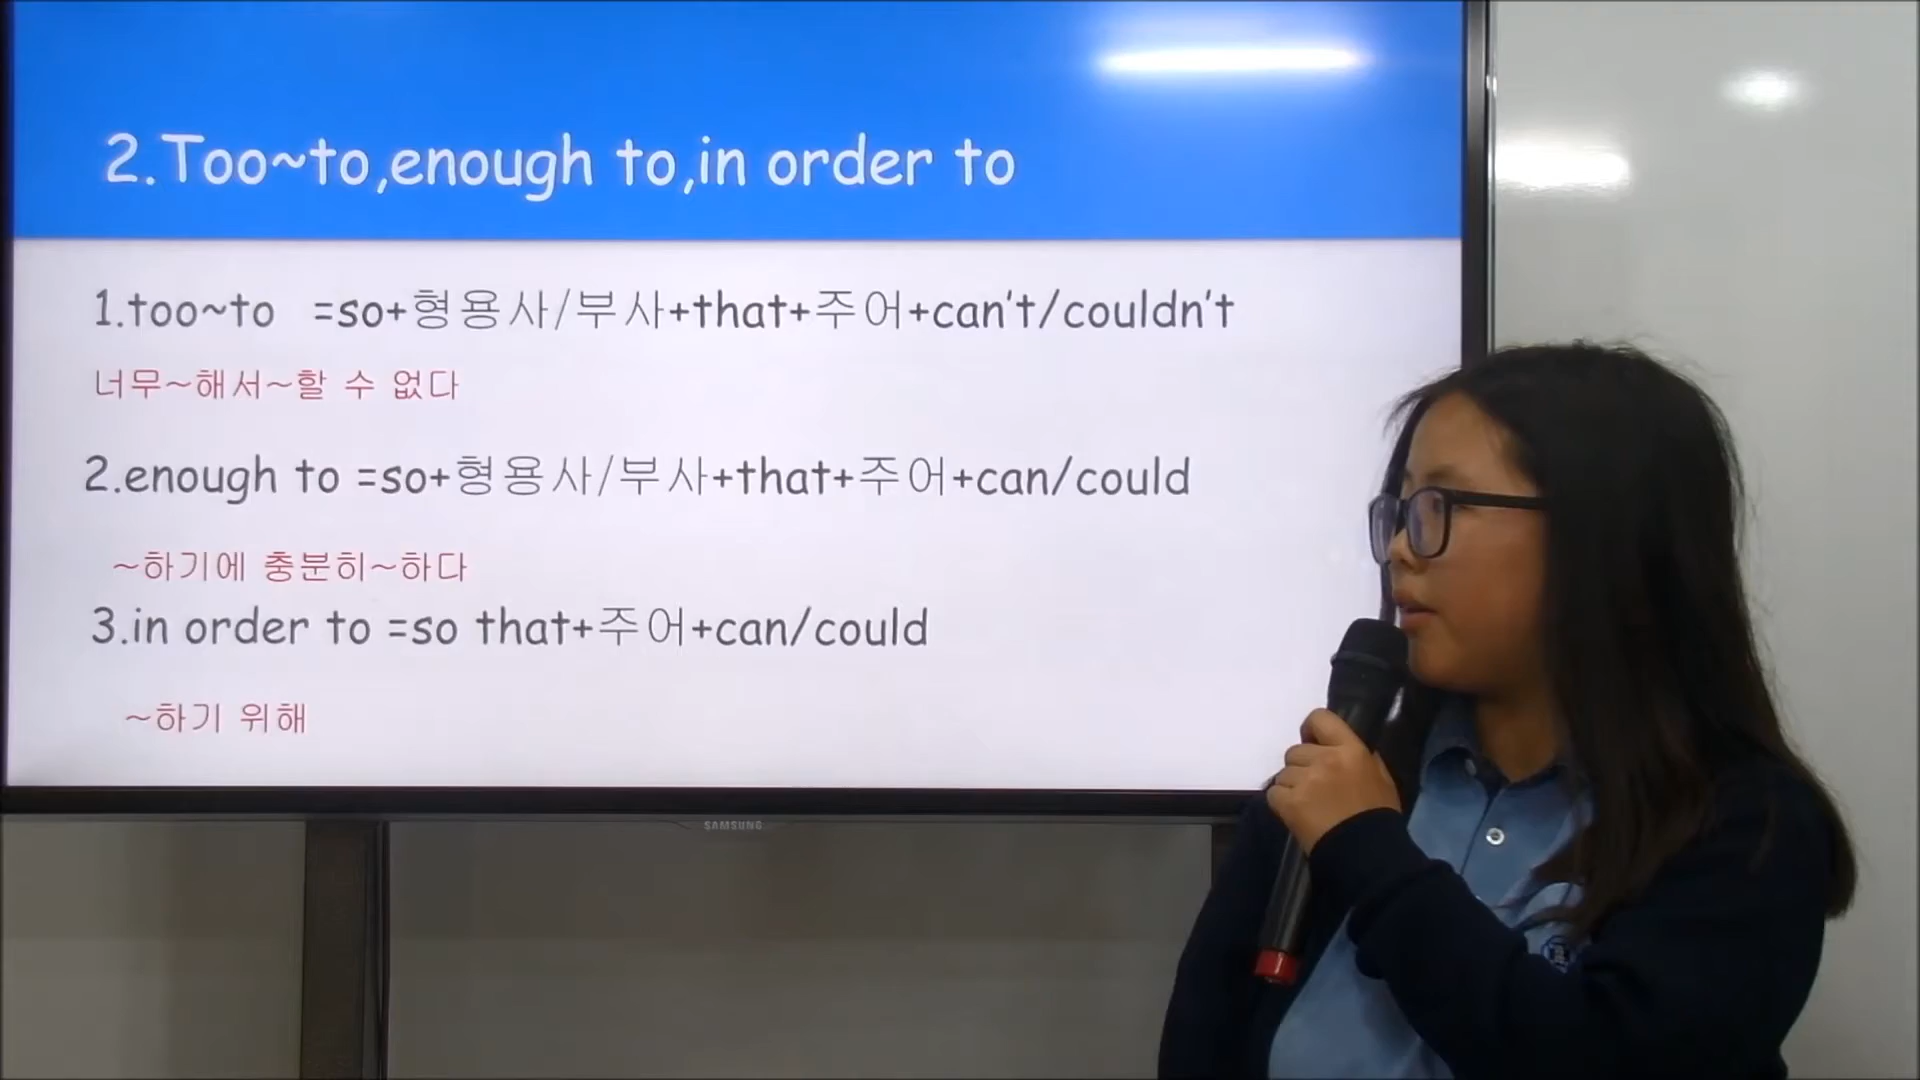 2.Too~to,enough to,in order to
1.too~to =so+형용사/부사+that+주어+can't/couldn't
너무~해서~할 수 없다
2.enough to =so+형용사/부사+that+주어+can/could
~하기에 충분히~하다
3.in order to =so that+주어+can/could
~하기 위해
SAMSUNG